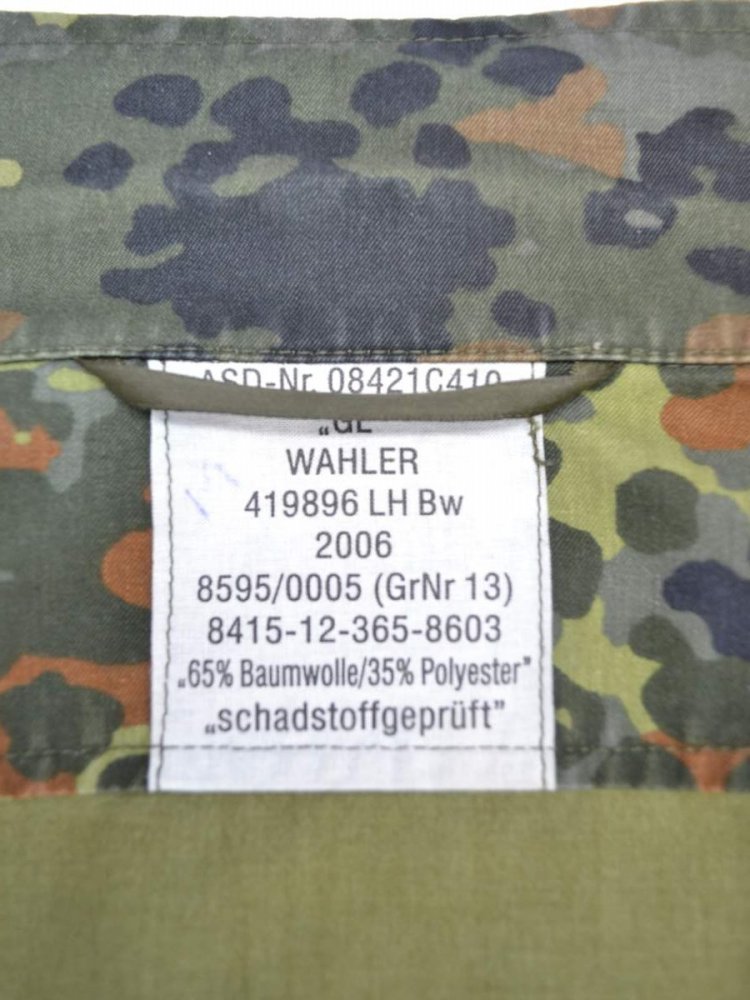 ASD-Nr. 08421C410
„GL
WAHLER
419896 LH Bw
2006
8595/0005 (GrNr 13)
8415-12-365-8603
„65% Baumwolle/35% Polyester"
„schadstoffgeprüft"